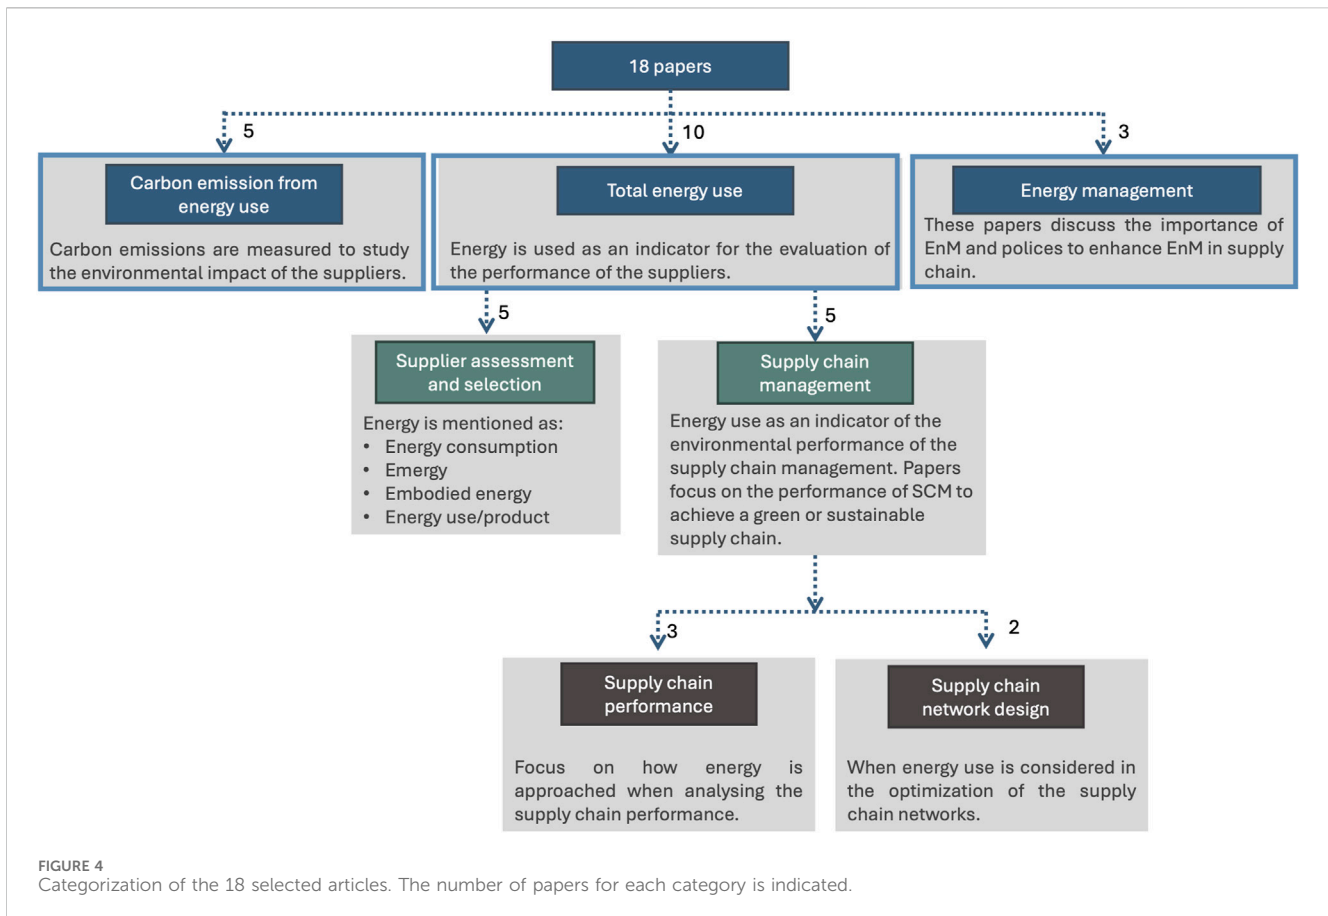 18 papers
5
10
3
Carbon emission from
energy use
Carbon emissions are measured to study
the environmental impact of the suppliers.
Total energy use
Energy is used as an indicator for the evaluation of
the performance of the suppliers.
Energy management
These papers discuss the importance of
EnM and polices to enhance EnM in supply
chain.
5
5
Supplier assessment
and selection
Energy is mentioned as:
• Energy consumption
• Emergy
• Embodied energy
• Energy use/product
Supply chain
management
Energy use as an indicator of the
environmental performance of the
supply chain management. Papers
focus on the performance of SCM to
achieve a green or sustainable
supply chain.
3
2
Supply chain
performance
Focus on how energy is
approached when analysing the
supply chain performance.
Supply chain
network design
When energy use is considered in
the optimization of the supply
chain networks.
FIGURE 4
Categorization of the 18 selected articles. The number of papers for each category is indicated.